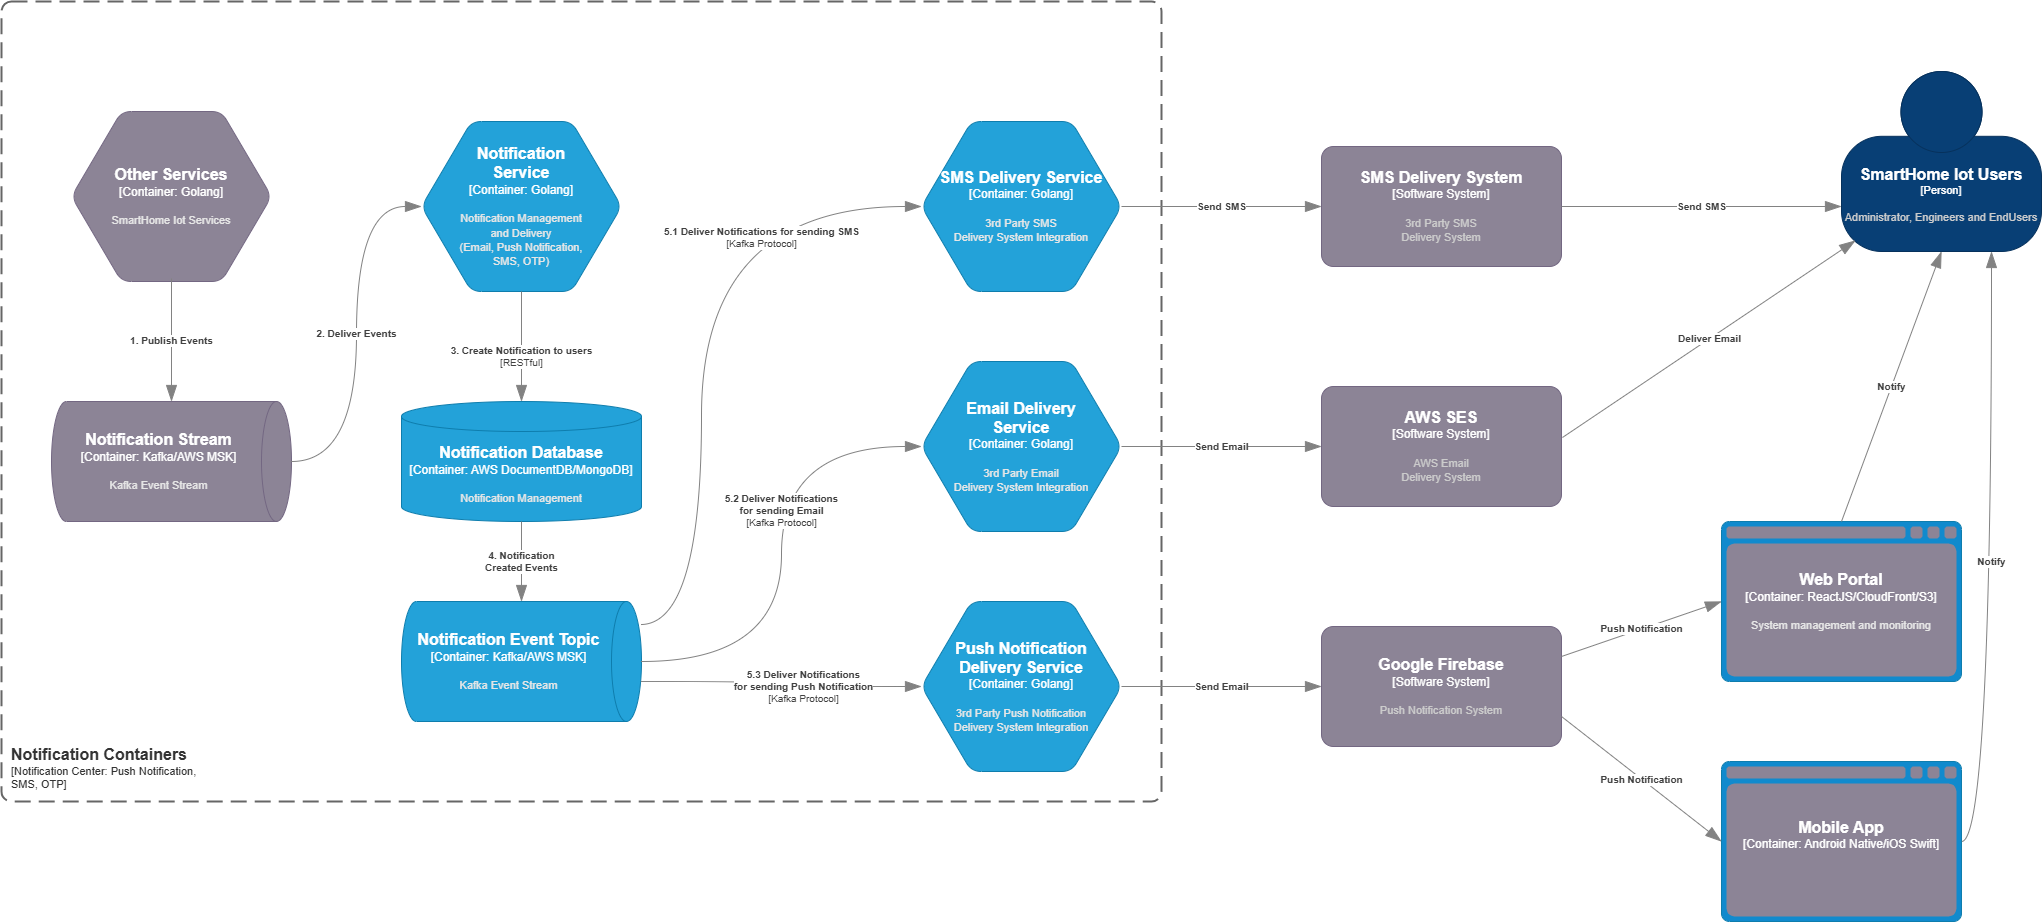 Other Services
[Container: Golang]
SmartHome Iot Services
1. Publish Events
Notification Stream
[Container: Kafka/AWS MSK]
Kafka Event Stream
2. Deliver Events
Notification
Service
[Container: Golang]
Notification Management
and Delivery
(Email, Push Notification,
SMS, OTP)
3. Create Notification to users
[RESTful]
Notification Database
[Container: AWS DocumentDB/MongoDB]
Notification Management
4. Notification
Created Events
Notification Event Topic
[Container: Kafka/AWS MSK]
Kafka Event Stream
5.1 Deliver Notifications for sending SMS
[Kafka Protocol]
5.2 Deliver Notifications
for sending Email
[Kafka Protocol]
5.3 Deliver Notifications
for sending Push Notification
[Kafka Protocol]
SMS Delivery Service
[Container: Golang]
3rd Party SMS
Delivery System Integration
Email Delivery
Service
[Container: Golang]
3rd Party Email
Delivery System Integration
Push Notification
Delivery Service
[Container: Golang]
3rd Party Push Notification
Delivery System Integration
Notification Containers
[Notification Center: Push Notification,
SMS, OTP]
Send SMS
Send Email
Send Email
SMS Delivery System
[Software System]
3rd Party SMS
Delivery System
AWS SES
[Software System]
AWS Email
Delivery System
Google Firebase
[Software System]
Push Notification System
Send SMS
Deliver Email
Push Notification
Push Notification
SmartHome Iot Users
[Person]
Administrator, Engineers and EndUsers
Notify
Notify
Web Portal
[Container: ReactJS/CloudFront/S3]
System management and monitoring
Mobile App
[Container: Android Native/iOS Swift]